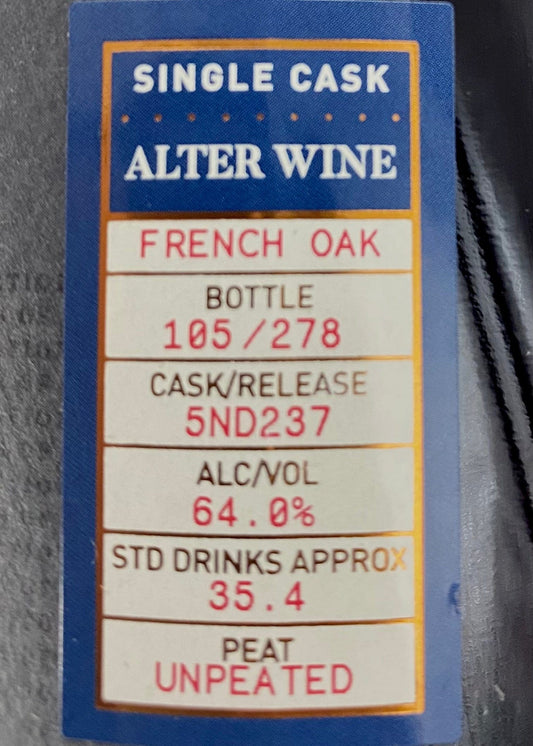 SINGLE CASK
ALTER WINE
FRENCH OAK
BOTTLE
105/278
CASK/RELEASE
5ND237
ALC/VOL
64.0%
STD DRINKS APPROX
35.4
PEAT
UNPEATED